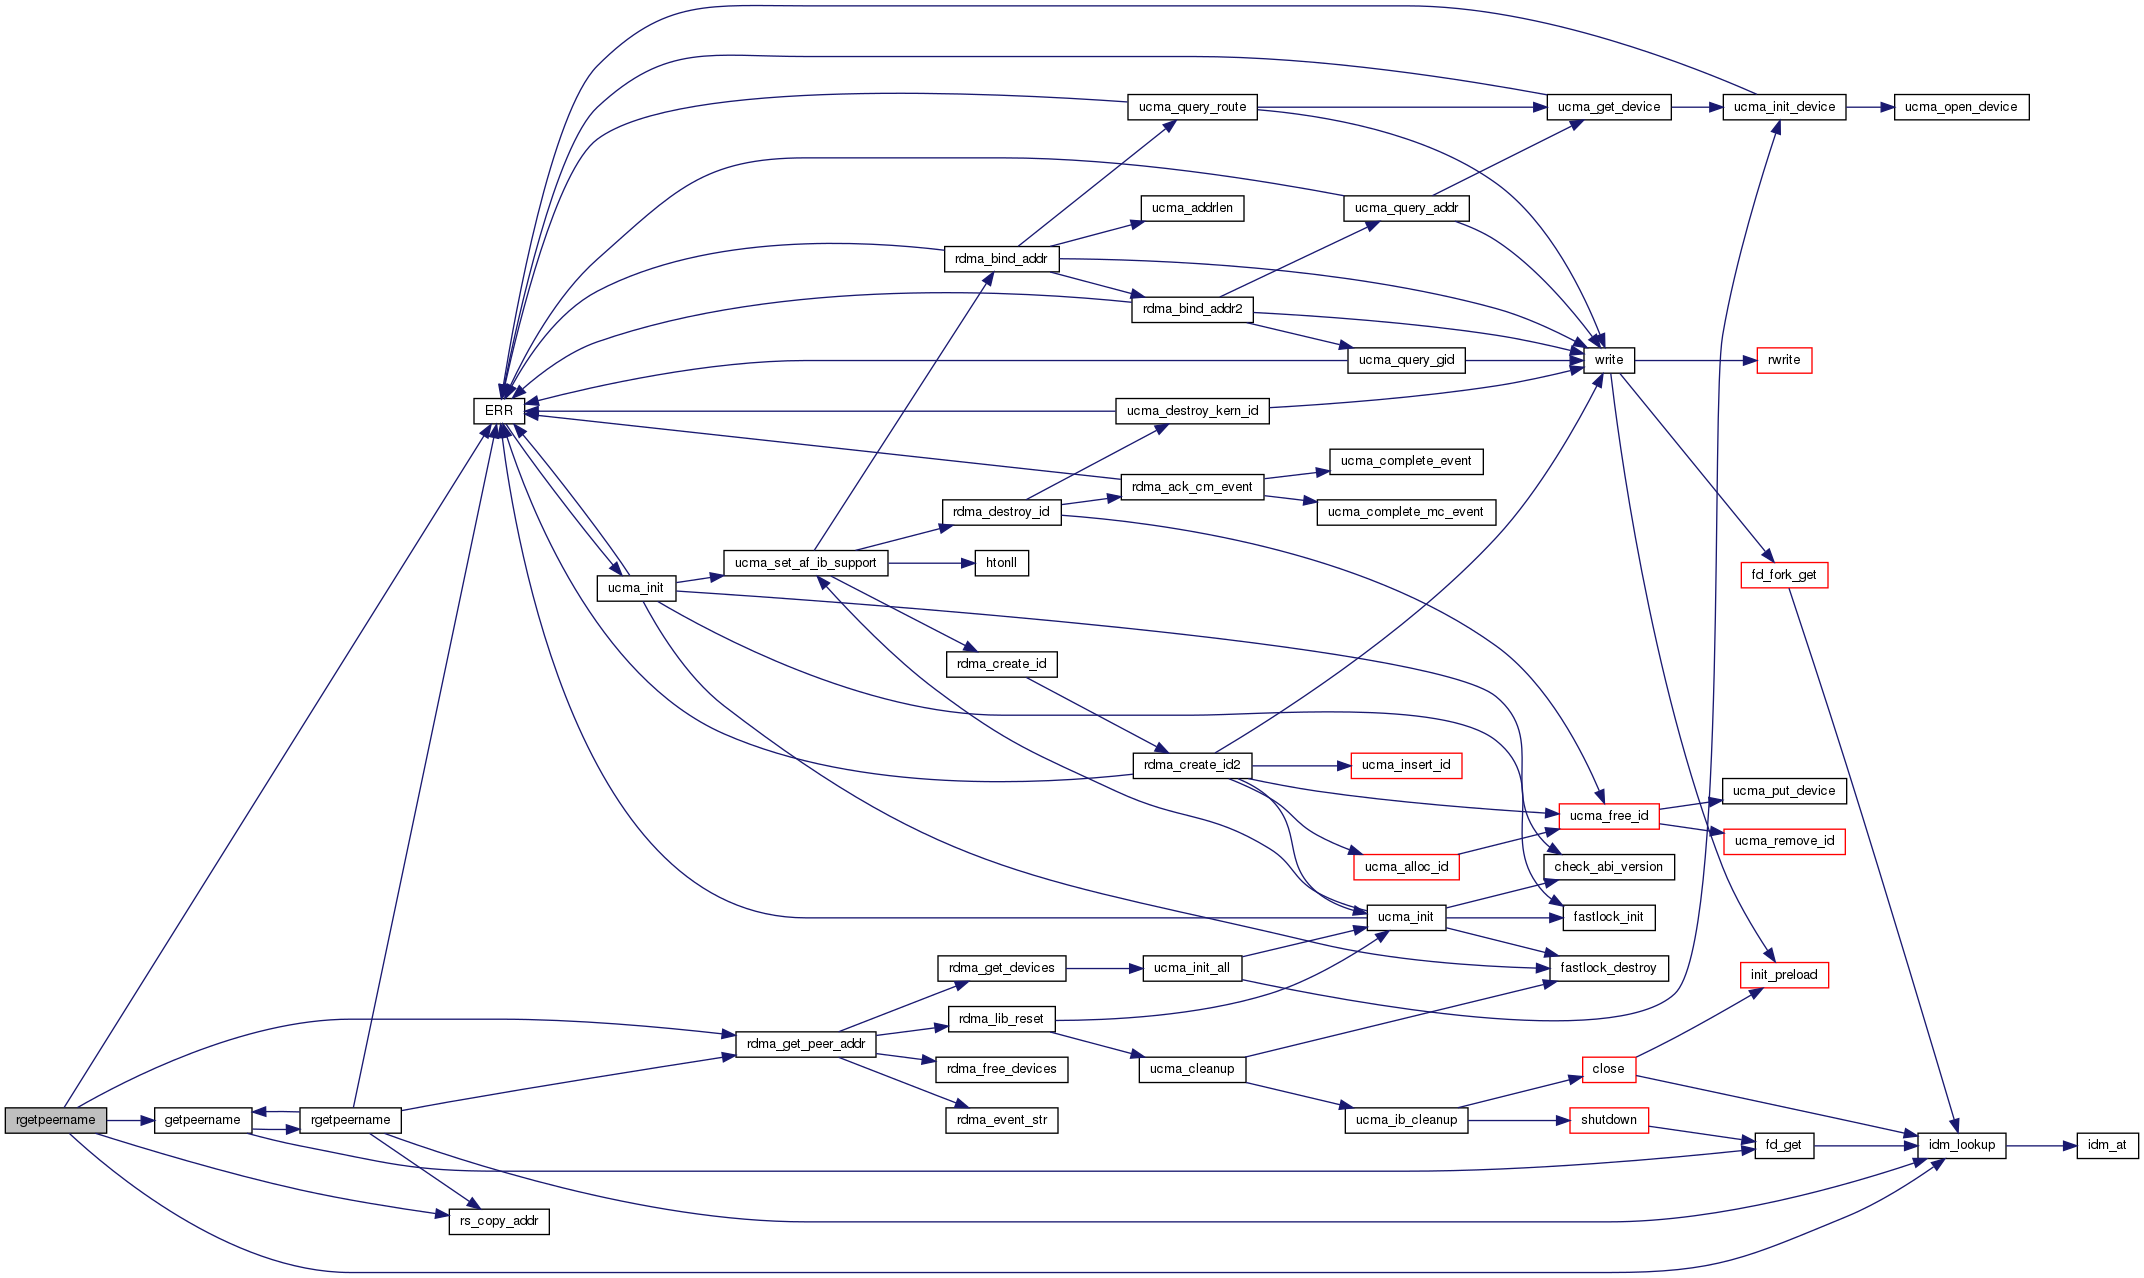 ucma_query_route
ucma_get_device
ucma_init_device
ucma_open_device
ucma_addrlen
ucma_query_addr
rdma_bind_addr
rdma_bind_addr2
ucma_query_gid
write
rwrite
ERR
ucma_destroy_kern_id
ucma_complete_event
rdma_ack_cm_event
rdma_destroy_id
ucma_complete_mc_event
ucma_set_af_ib_support
htonll
ucma_init
fd_fork_get
rdma_create_id
rdma_create_id2
ucma_insert_id
ucma_put_device
ucma_free_id
ucma_remove_id
ucma_alloc_id
check_abi_version
ucma_init
fastlock_init
rdma_get_devices
ucma_init_all
fastlock_destroy
init_preload
rdma_lib_reset
rdma_get_peer_addr
rdma_free_devices
ucma_cleanup
close
rgetpeername
getpeername
rgetpeername
rdma_event_str
ucma_ib_cleanup
shutdown
fd_get
idm_lookup
idm_at
rs_copy_addr